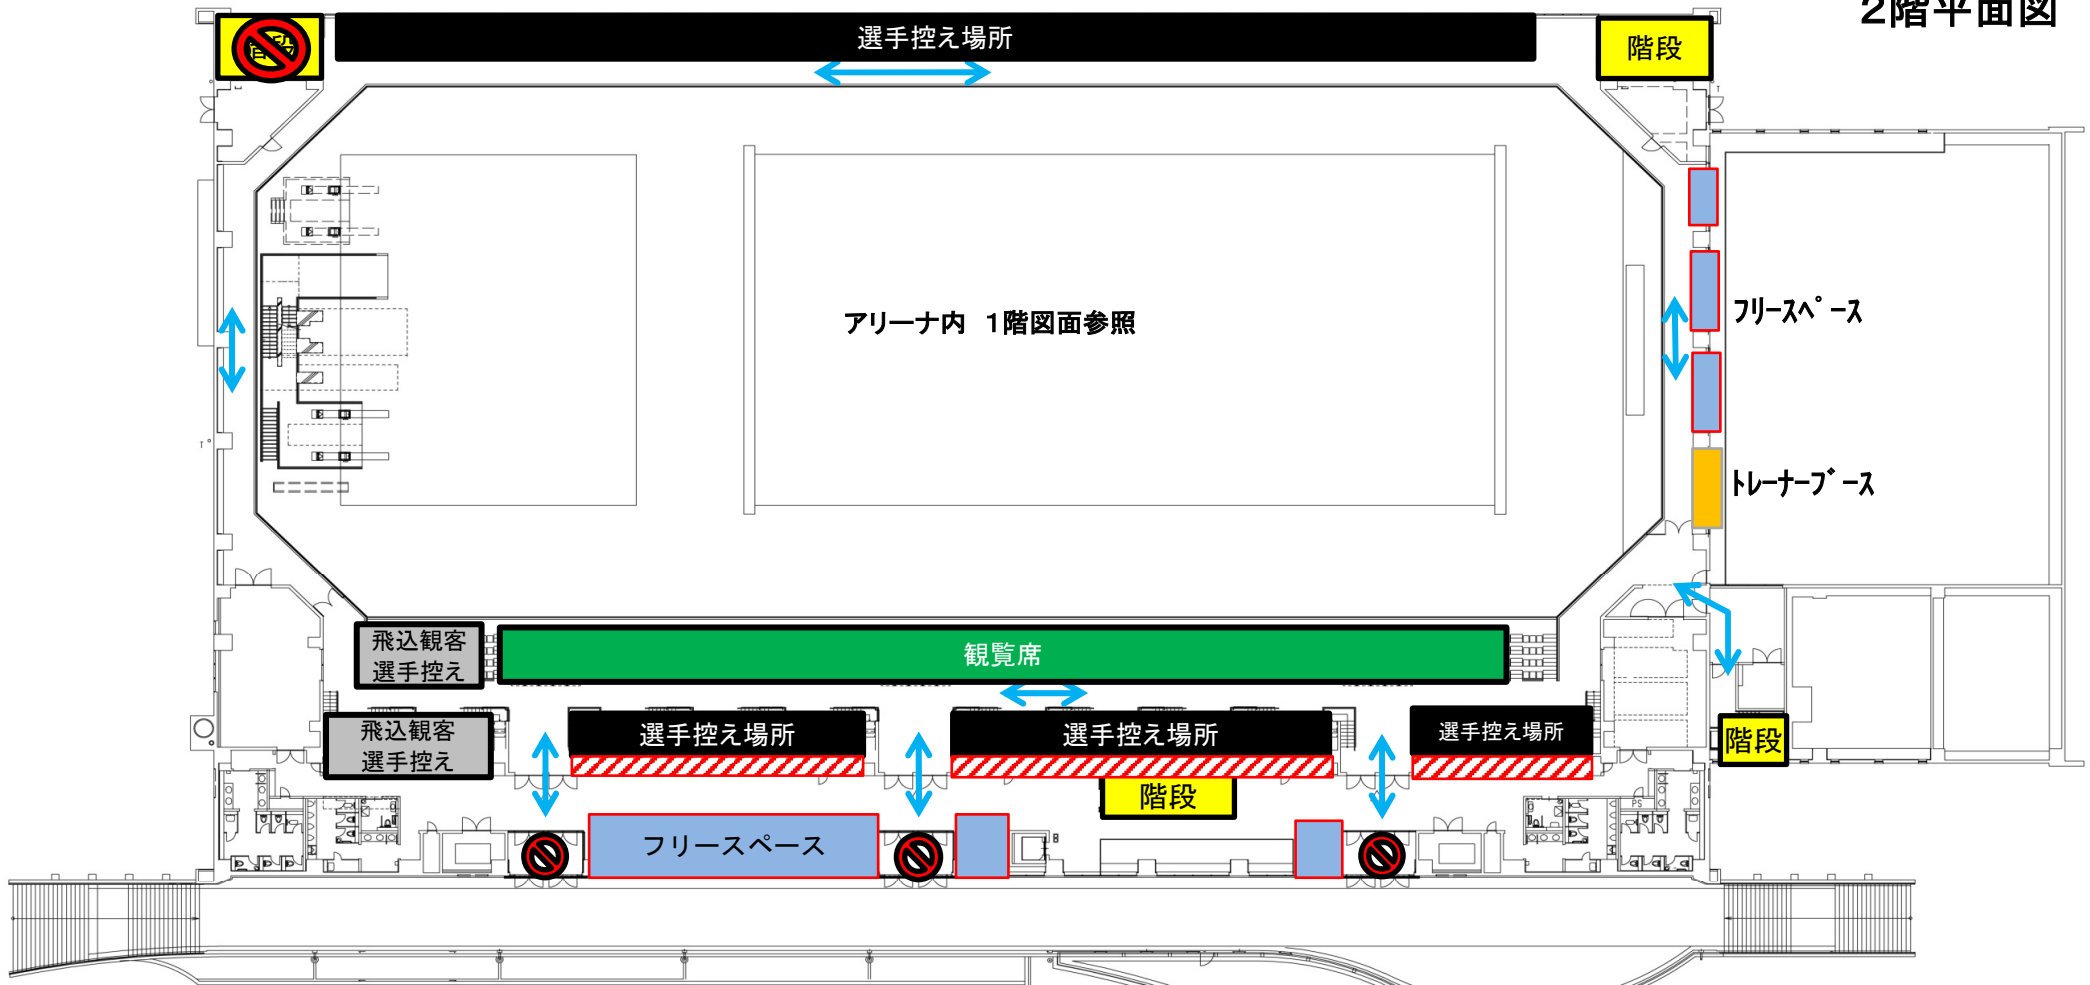 2階平面図
選手控え場所
階段
階段
アリーナ内 1階図面参照
フリースペース
トレーナーブース
飛込観客
選手控え
観覧席
飛込観客
選手控え
選手控え場所
選手控え場所
選手控え場所
階段
階段
フリースペース
PS